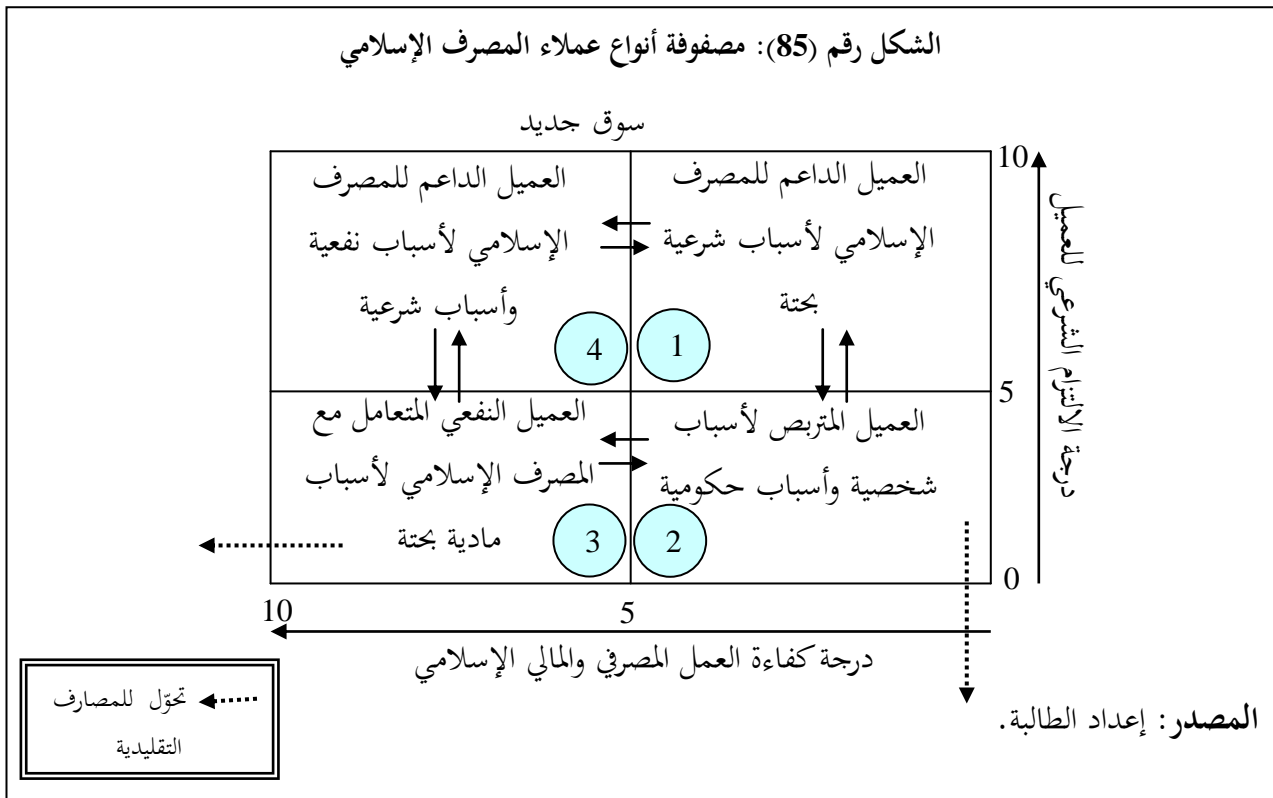 الشكل رقم (85): مصفوفة أنواع عملاء المصرف الإسلامي
سوق جديد
10
العميل الداعم للمصرف
الإسلامي لأسباب شرعية
بحتة
1
العميل الداعم للمصرف
الإسلامي لأسباب نفعية
وأسباب شرعية
4
درجة الالتزام الشرعي للعميل
5
العميل المتربص لأسباب
شخصية وأسباب حكومية
2
العميل النفعي المتعامل مع
المصرف الإسلامي لأسباب
مادية بحتة
3
0
5
10
درجة كفاءة العمل المصرفي والمالي الإسلامي
تحوّل للمصارف
التقليدية
المصدر: إعداد الطالبة.